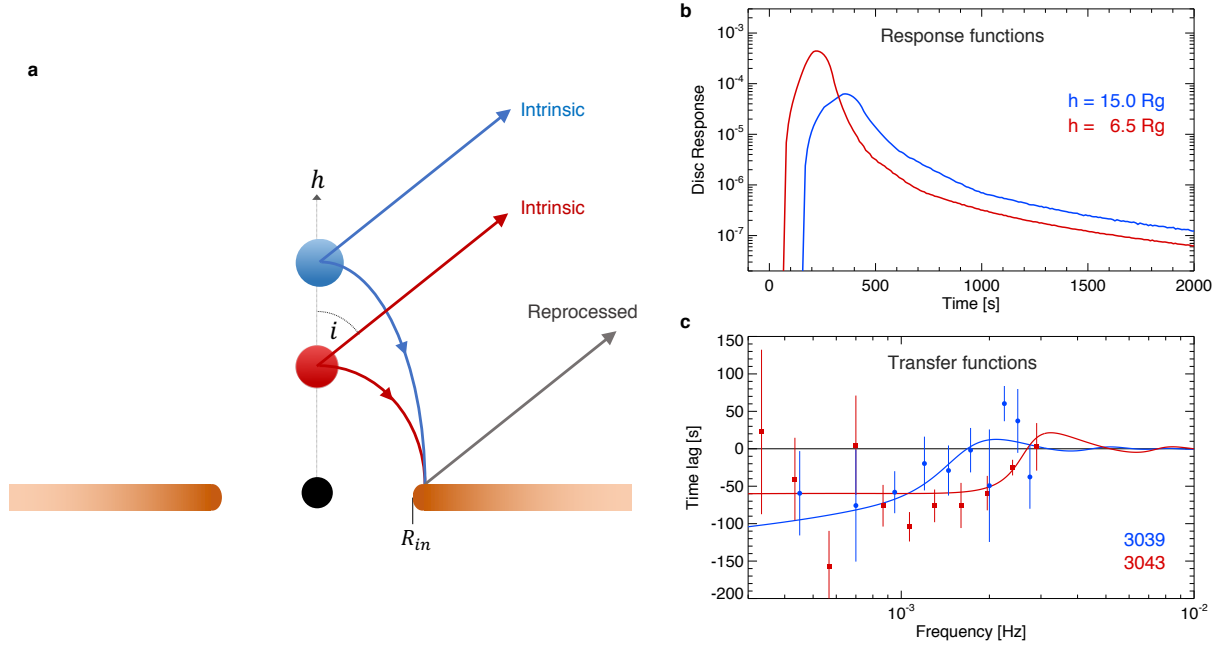 a
Intrinsic
h
Intrinsic
i
Reprocessed
R_in
b
Response functions
h = 15.0 Rg
h = 6.5 Rg
Disc Response
10^-3
10^-4
10^-5
10^-6
10^-7
0 500 1000 1500 2000
Time [s]
c
Transfer functions
Time lag [s]
150
100
50
0
-50
-100
-150
-200
3039
3043
10^-3 10^-2
Frequency [Hz]